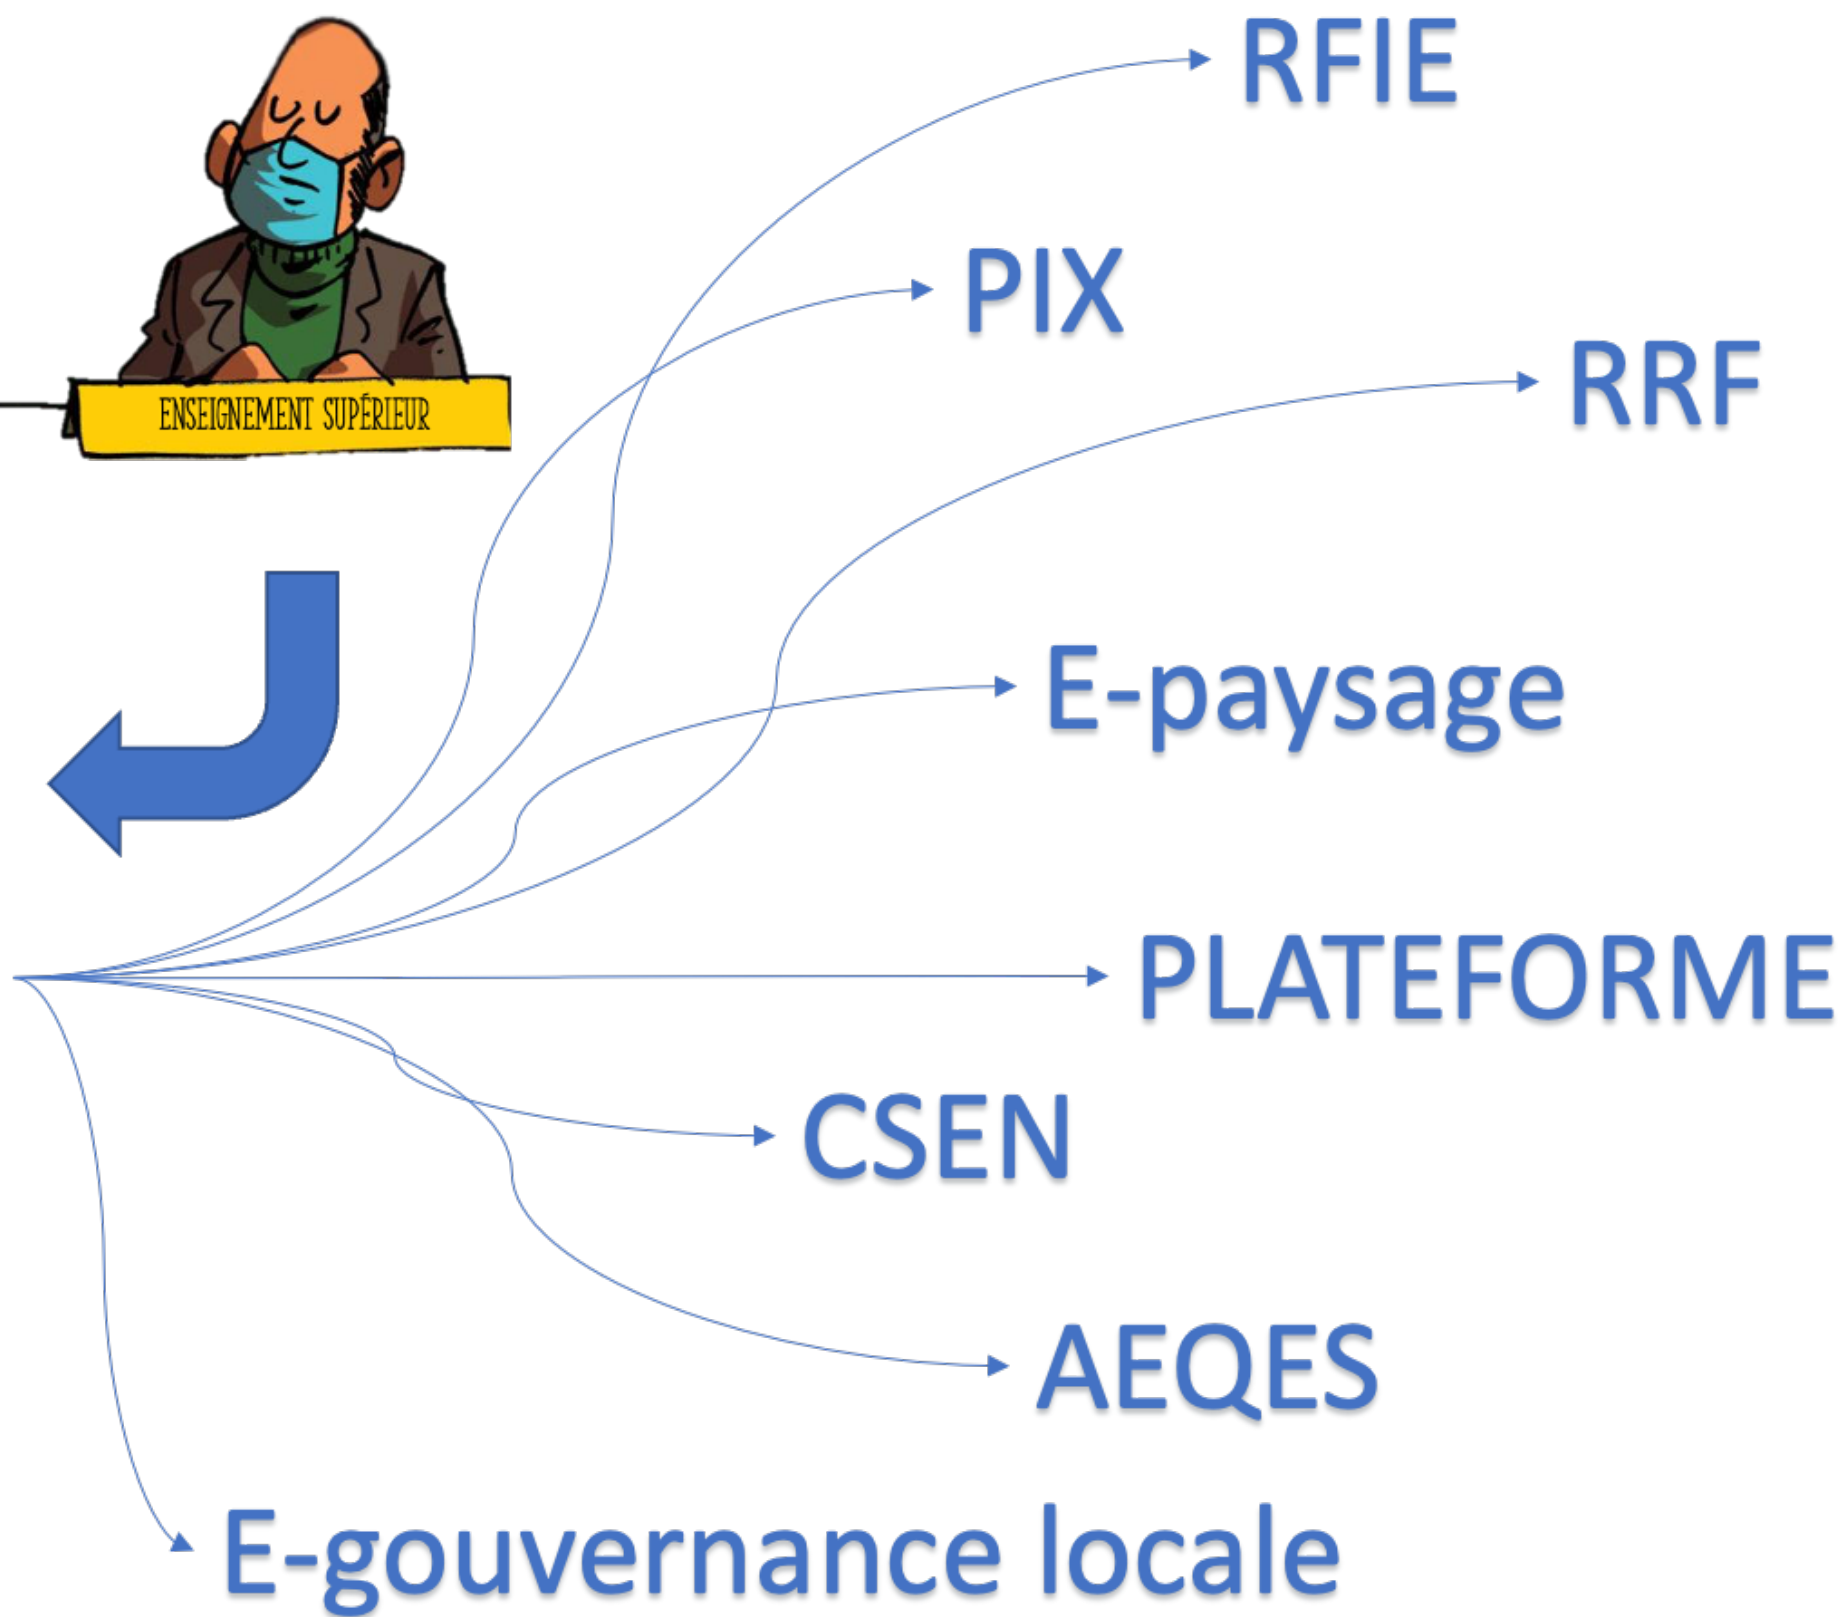 RFIE
PIX
RRF
ENSEIGNEMENT SUPÉRIEUR
E-paysage
PLATEFORME
CSEN
AEQES
E-gouvernance locale